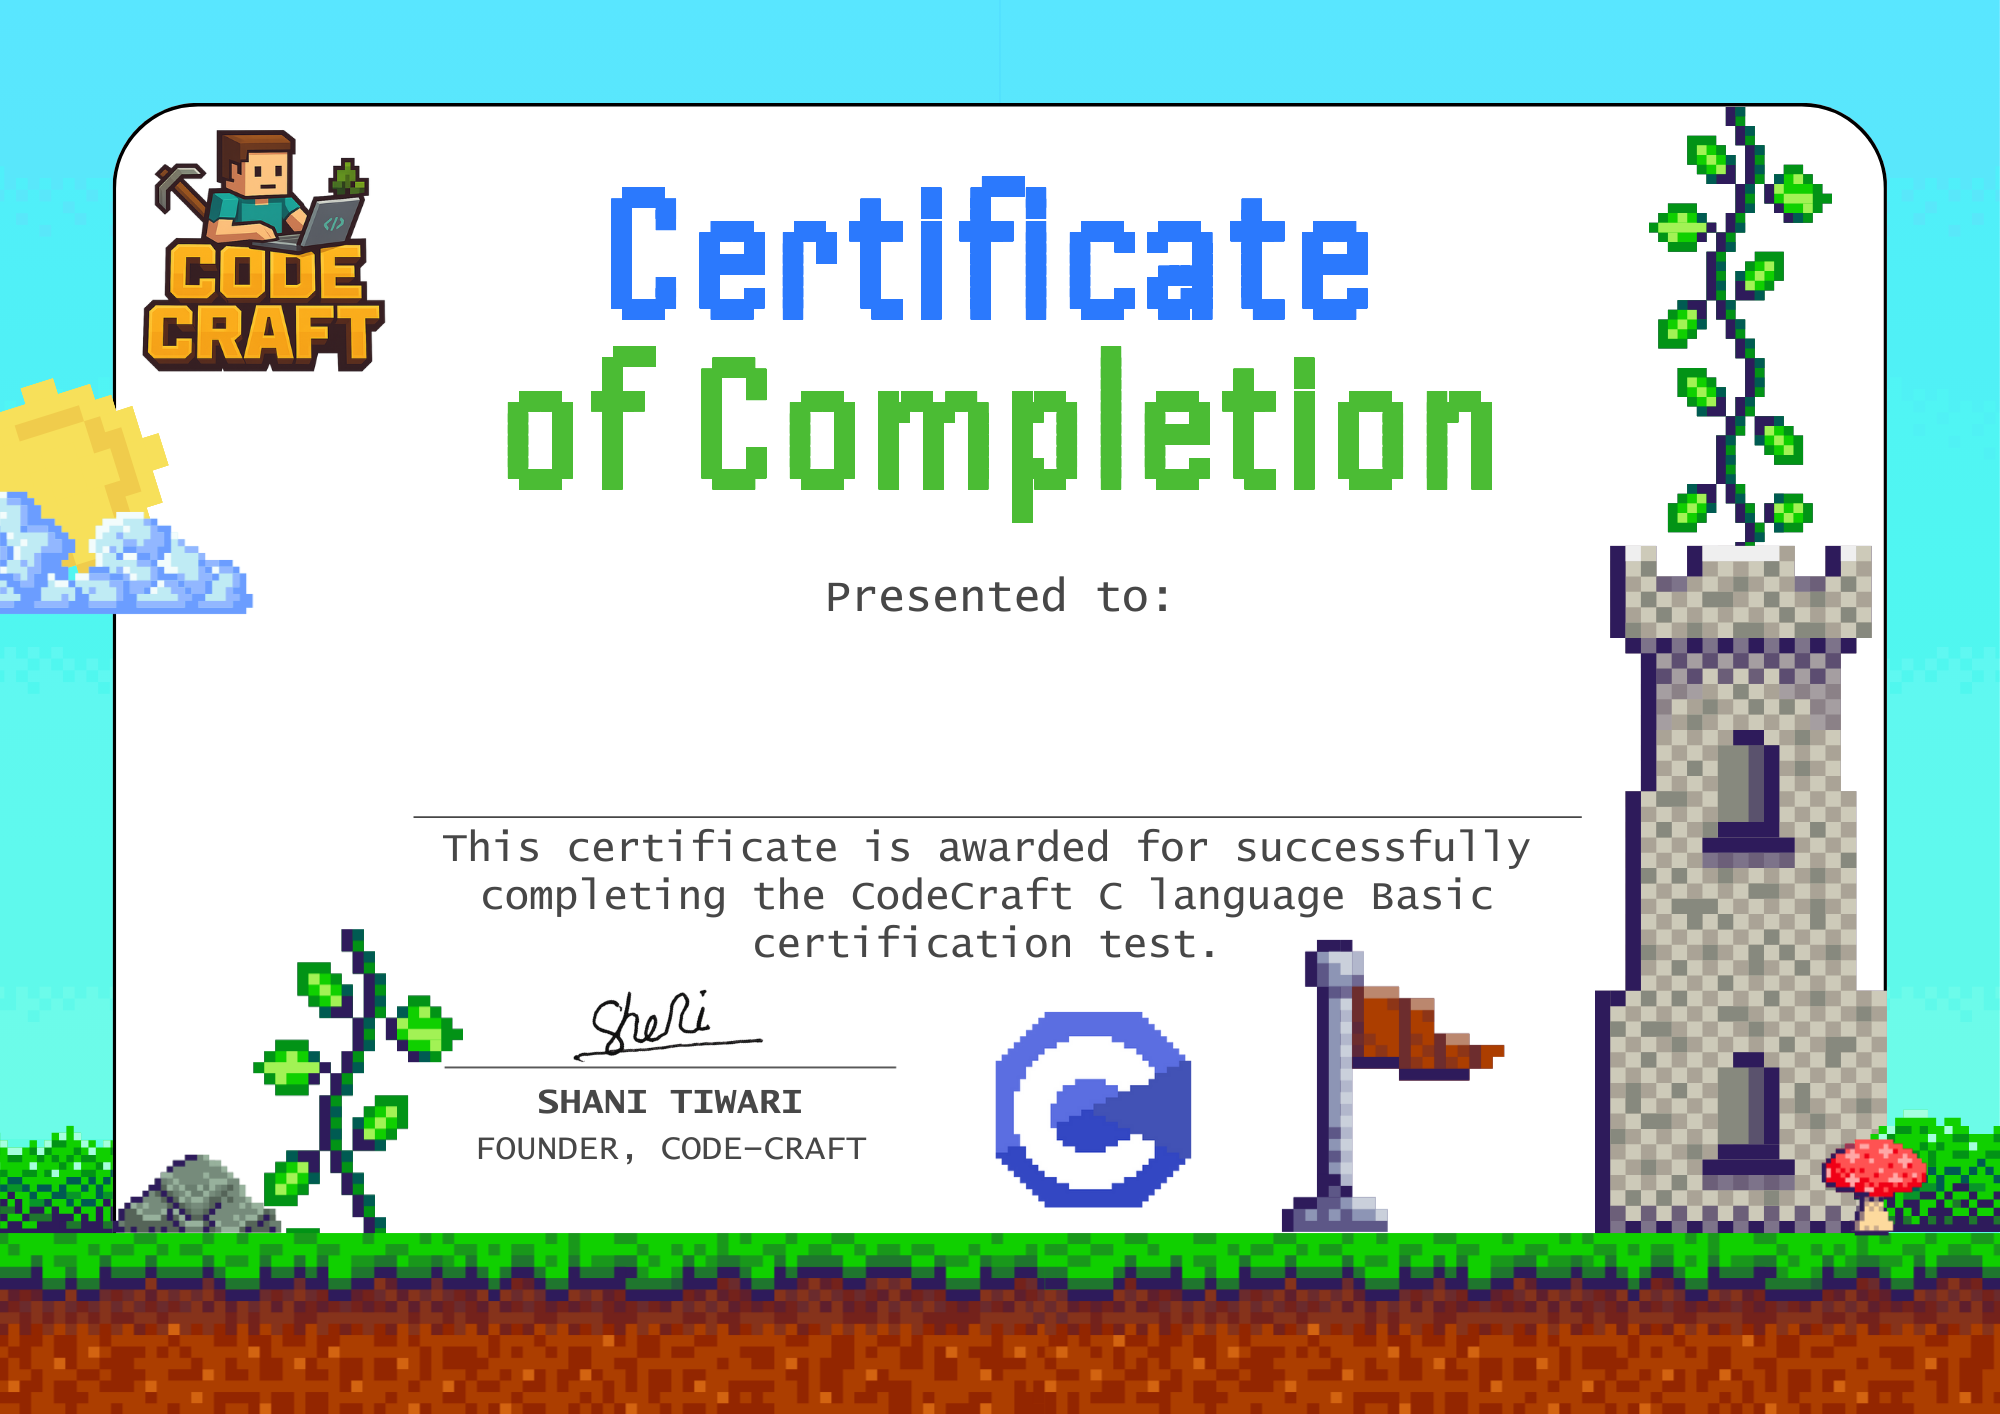 CODE
CRAFT
Certificate
of Completion
Presented to:
This certificate is awarded for successfully
completing the CodeCraft C language Basic
certification test.
Sheri
SHANI TIWARI
FOUNDER, CODE-CRAFT
C